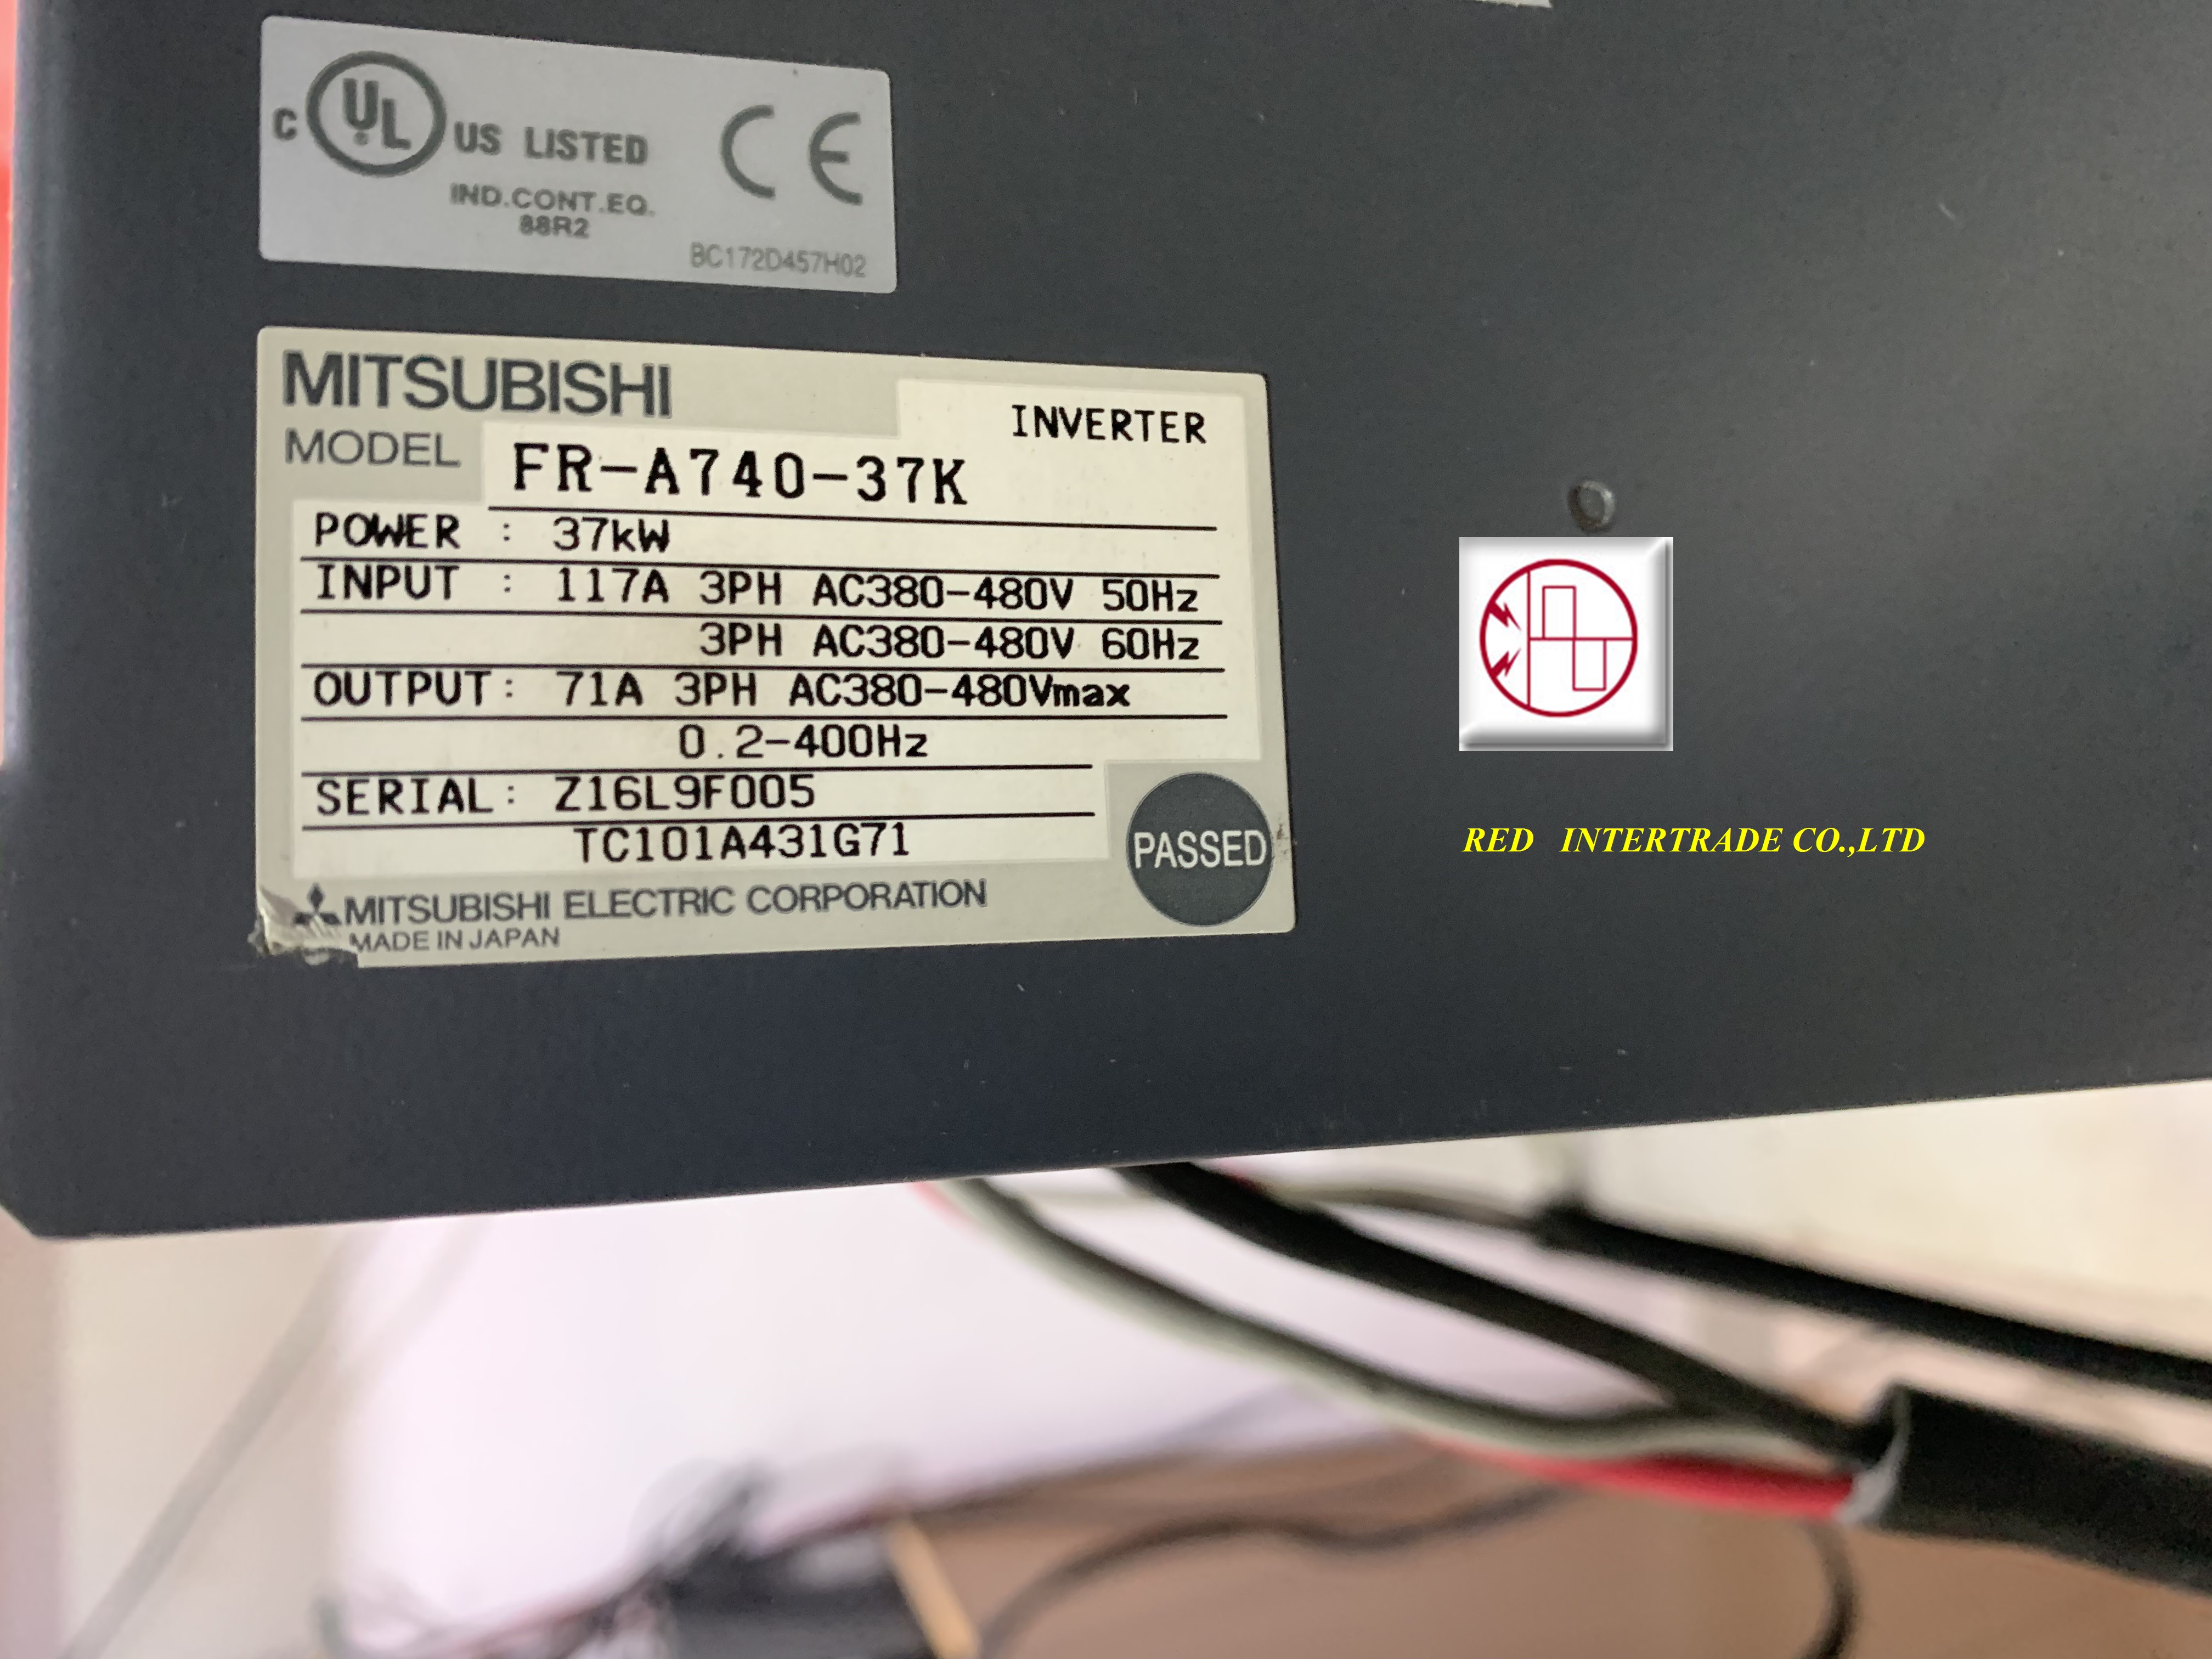 C UL US LISTED CE
IND.CONT.EQ.
88R2
BC172D457H02
MITSUBISHI
INVERTER
MODEL FR-A740-37K
POWER : 37kW
INPUT : 117A 3PH AC380-480V 50Hz
3PH AC380-480V 60Hz
OUTPUT: 71A 3PH AC380-480Vmax
0.2-400Hz
SERIAL: Z16L9F005
TC101A431G71
PASSED
MITSUBISHI ELECTRIC CORPORATION
MADE IN JAPAN
RED INTERTRADE CO.,LTD